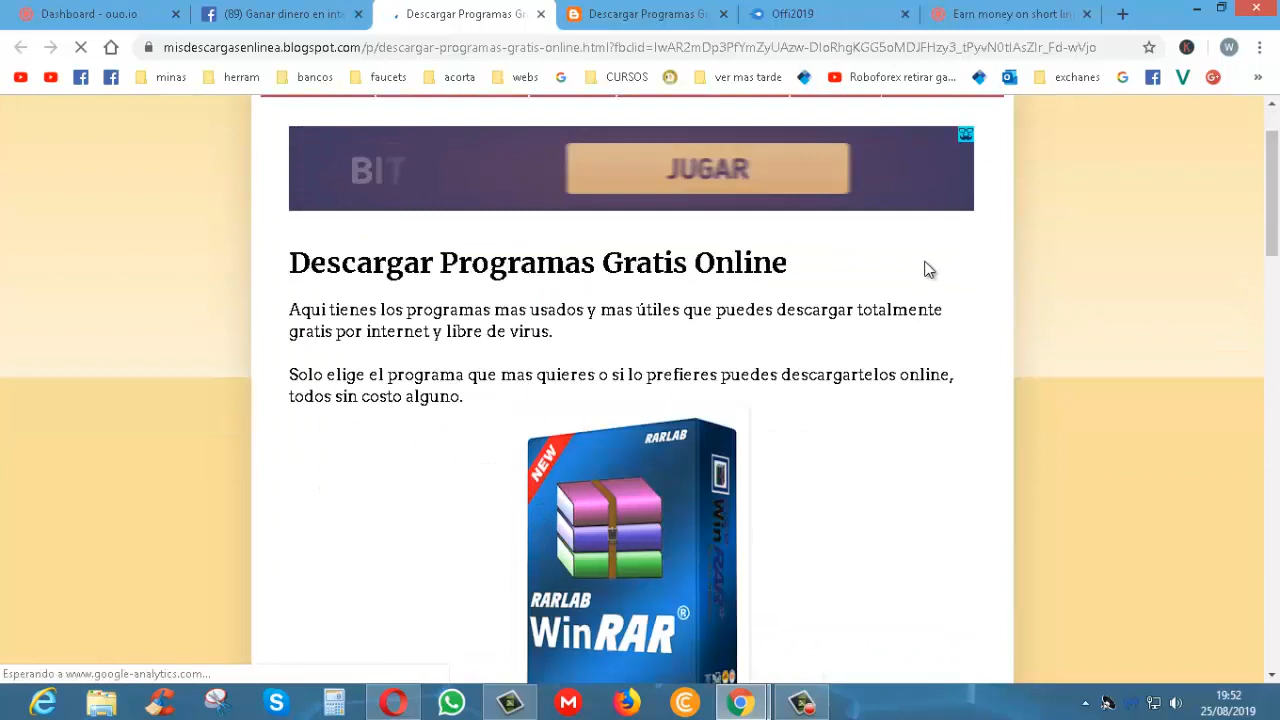 Dashboard - ouo.io
(89) Ganar dinero en int
Descargar Programas Gr
Descargar Programas G
Offi2019
Earn money on short lin
misdescargasenlinea.blogspot.com/p/descargar-programas-gratis-online.html?fbclid=
minas
herram
bancos
faucets
acorta
webs
CURSOS
ver mas tarde
Roboforex retirar ga...
exchanes
BIT
JUGAR
Descargar Programas Gratis Online
Aqui tienes los programas mas usados y mas útiles que puedes descargar totalmente
gratis por internet y libre de virus.
Solo elige el programa que mas quieres o si lo prefieres puedes descargartelos online,
todos sin costo alguno.
NEW
RARLAB
WinRAR
RARLAB
WinRAR®
Esperando a www.google-analytics.com...
19:52
25/08/2019